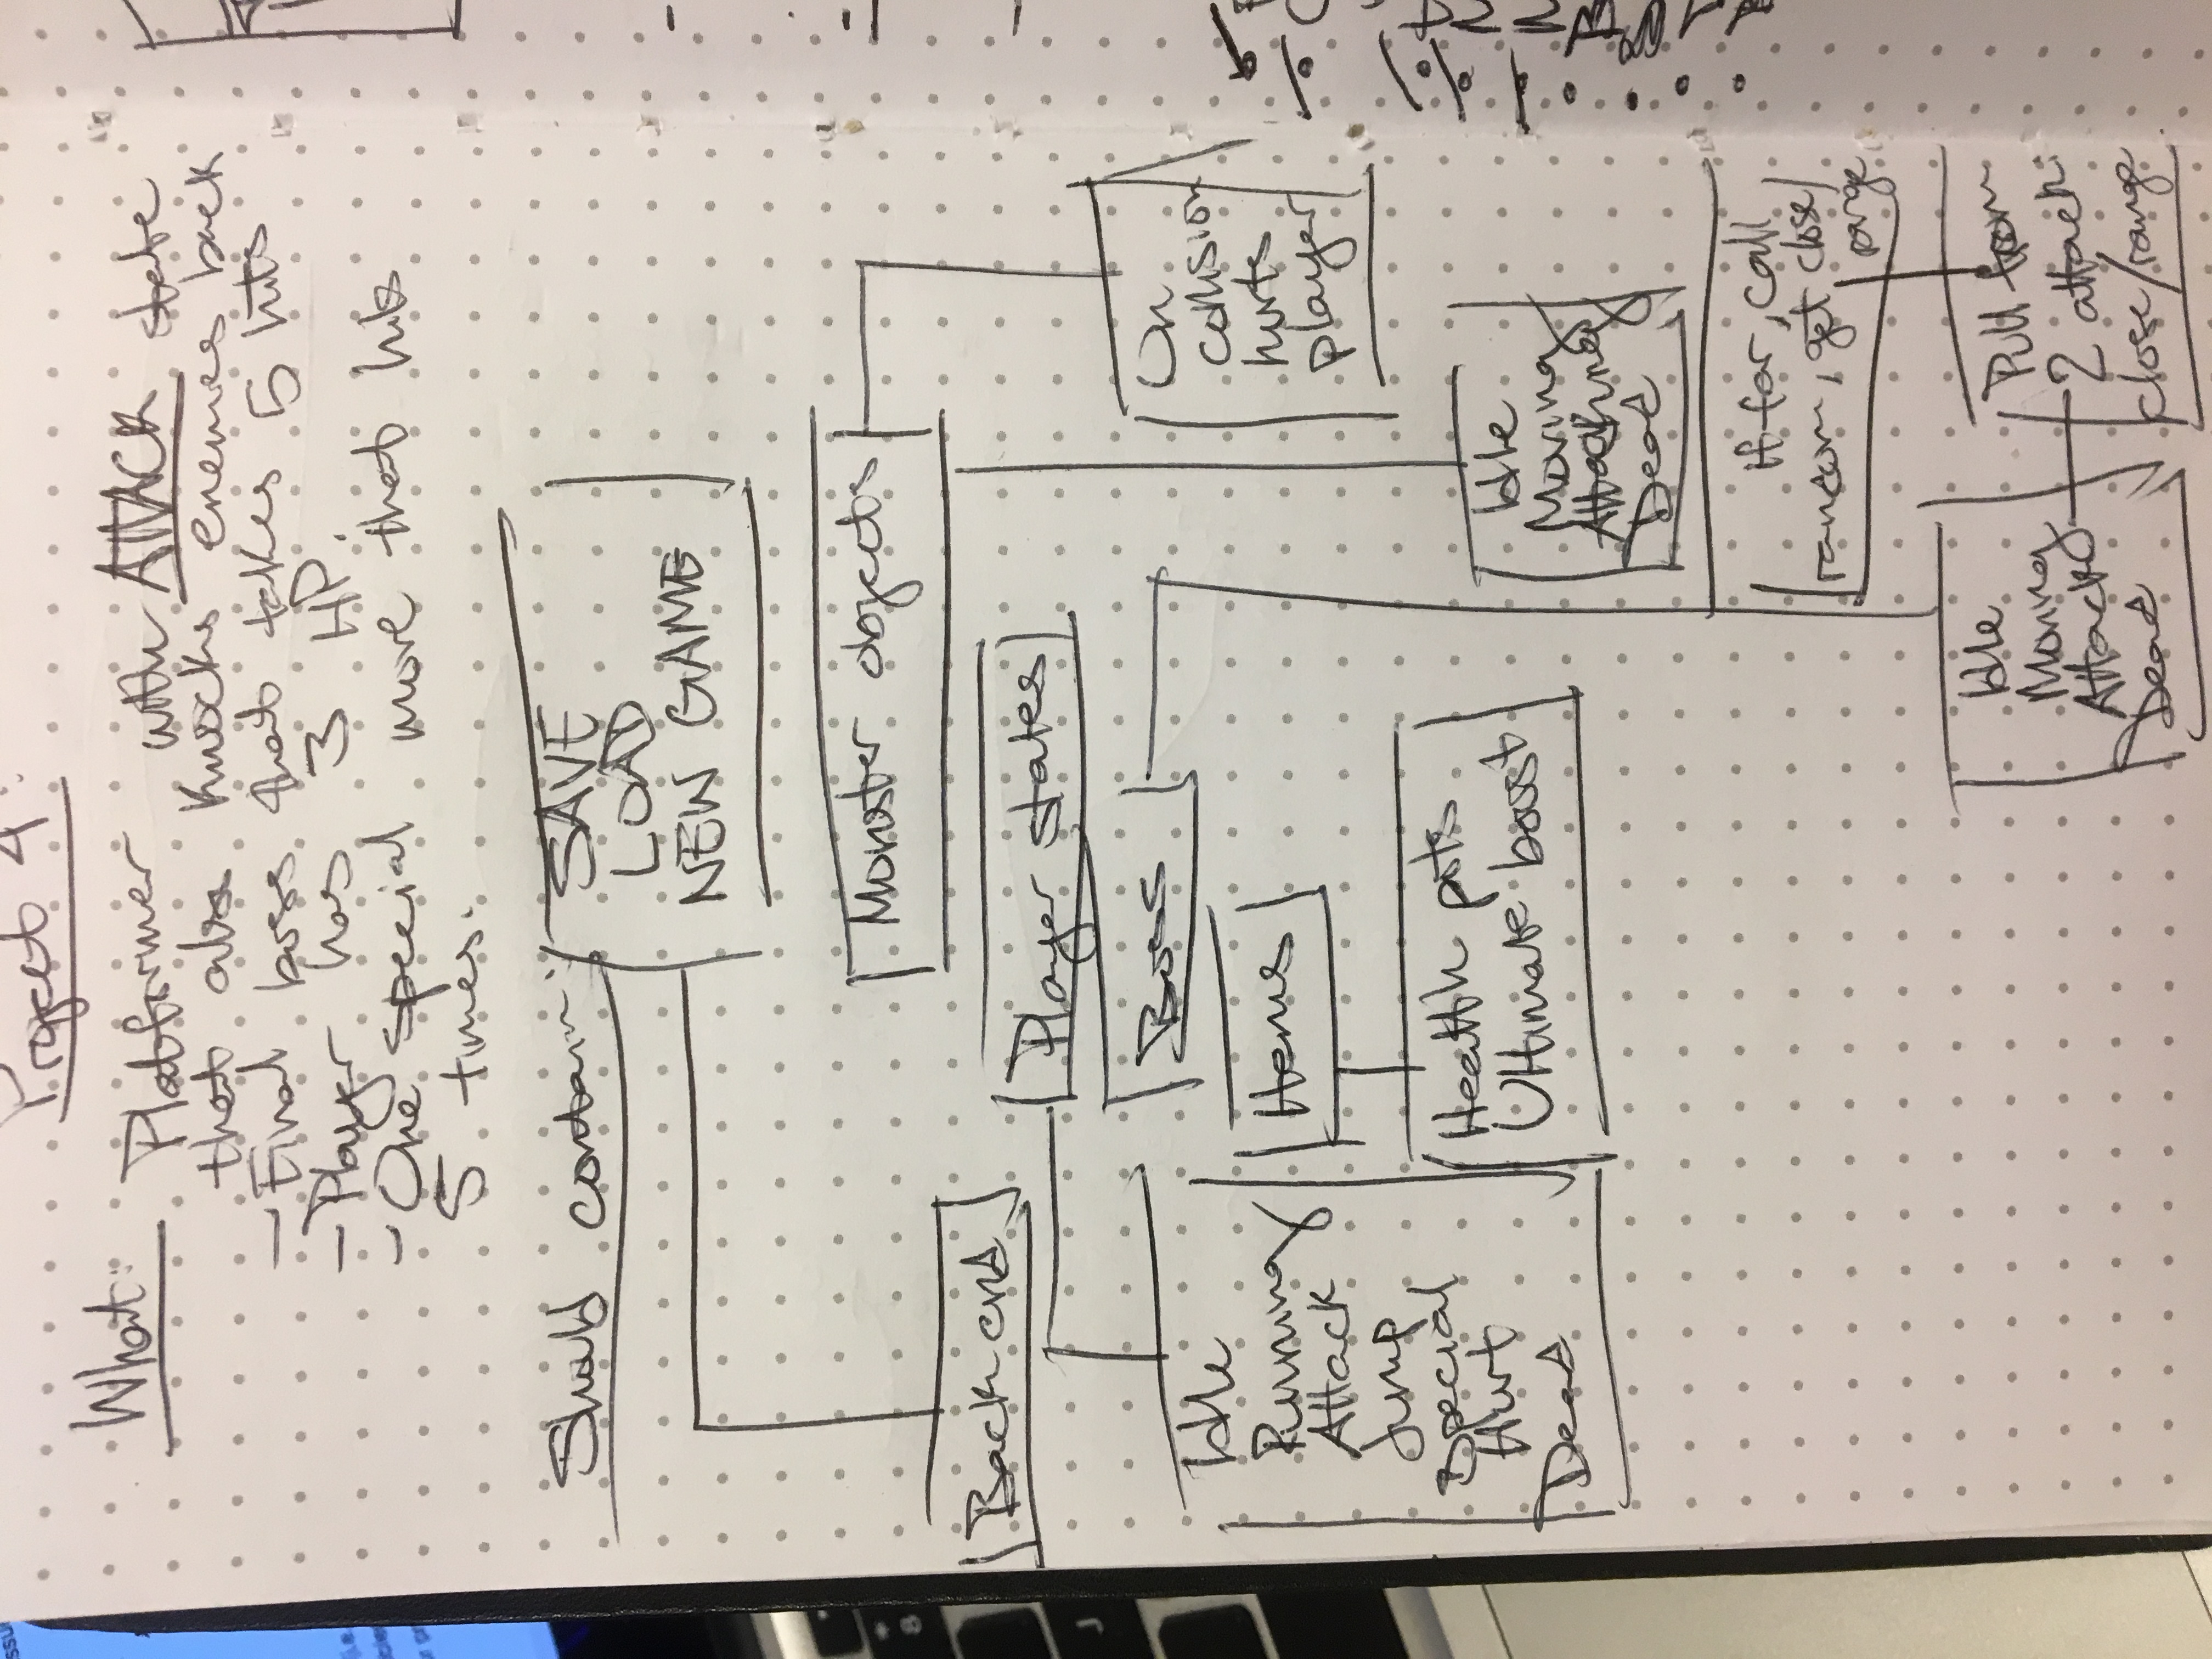 Project 4:
What:
Platformer with ATTACK state
that also knocks enemies back
- Final boss that takes 5 hits
- Player has 3 HP.
- One special move that hits
5 times.
Should contain:
SAVE
LOAD
NEW GAME
Monster objects
Back end
Player states
Boss
On
collision
hurts
player
Idle
Running
Attack
Jump
Special
Hurt
Dead
Items
Health pots
Ultimate boost
Idle
Moving
Attacking
Dead
if far, call
random, get close/
range
Idle
Moving
Attack
Dead
Pull from
2 attack:
close/range